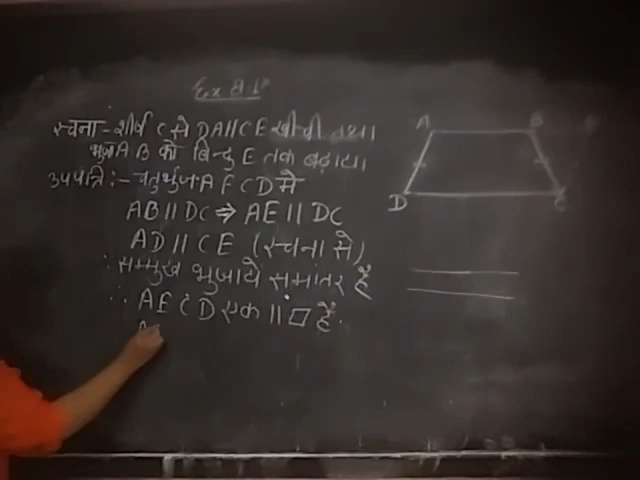 Ex 8.1
रचना - शीर्ष C से DA||CE खींची तथा
भुजा AB को बिन्दु E तक बढ़ाया।
उपपत्ति :- चतुर्भुज AECD में
AB || DC ⇒ AE || DC
AD || CE (रचना से)
∵ सम्मुख भुजायें समांतर हैं
∴ AECD एक || ▱ हैं.
A B
D C